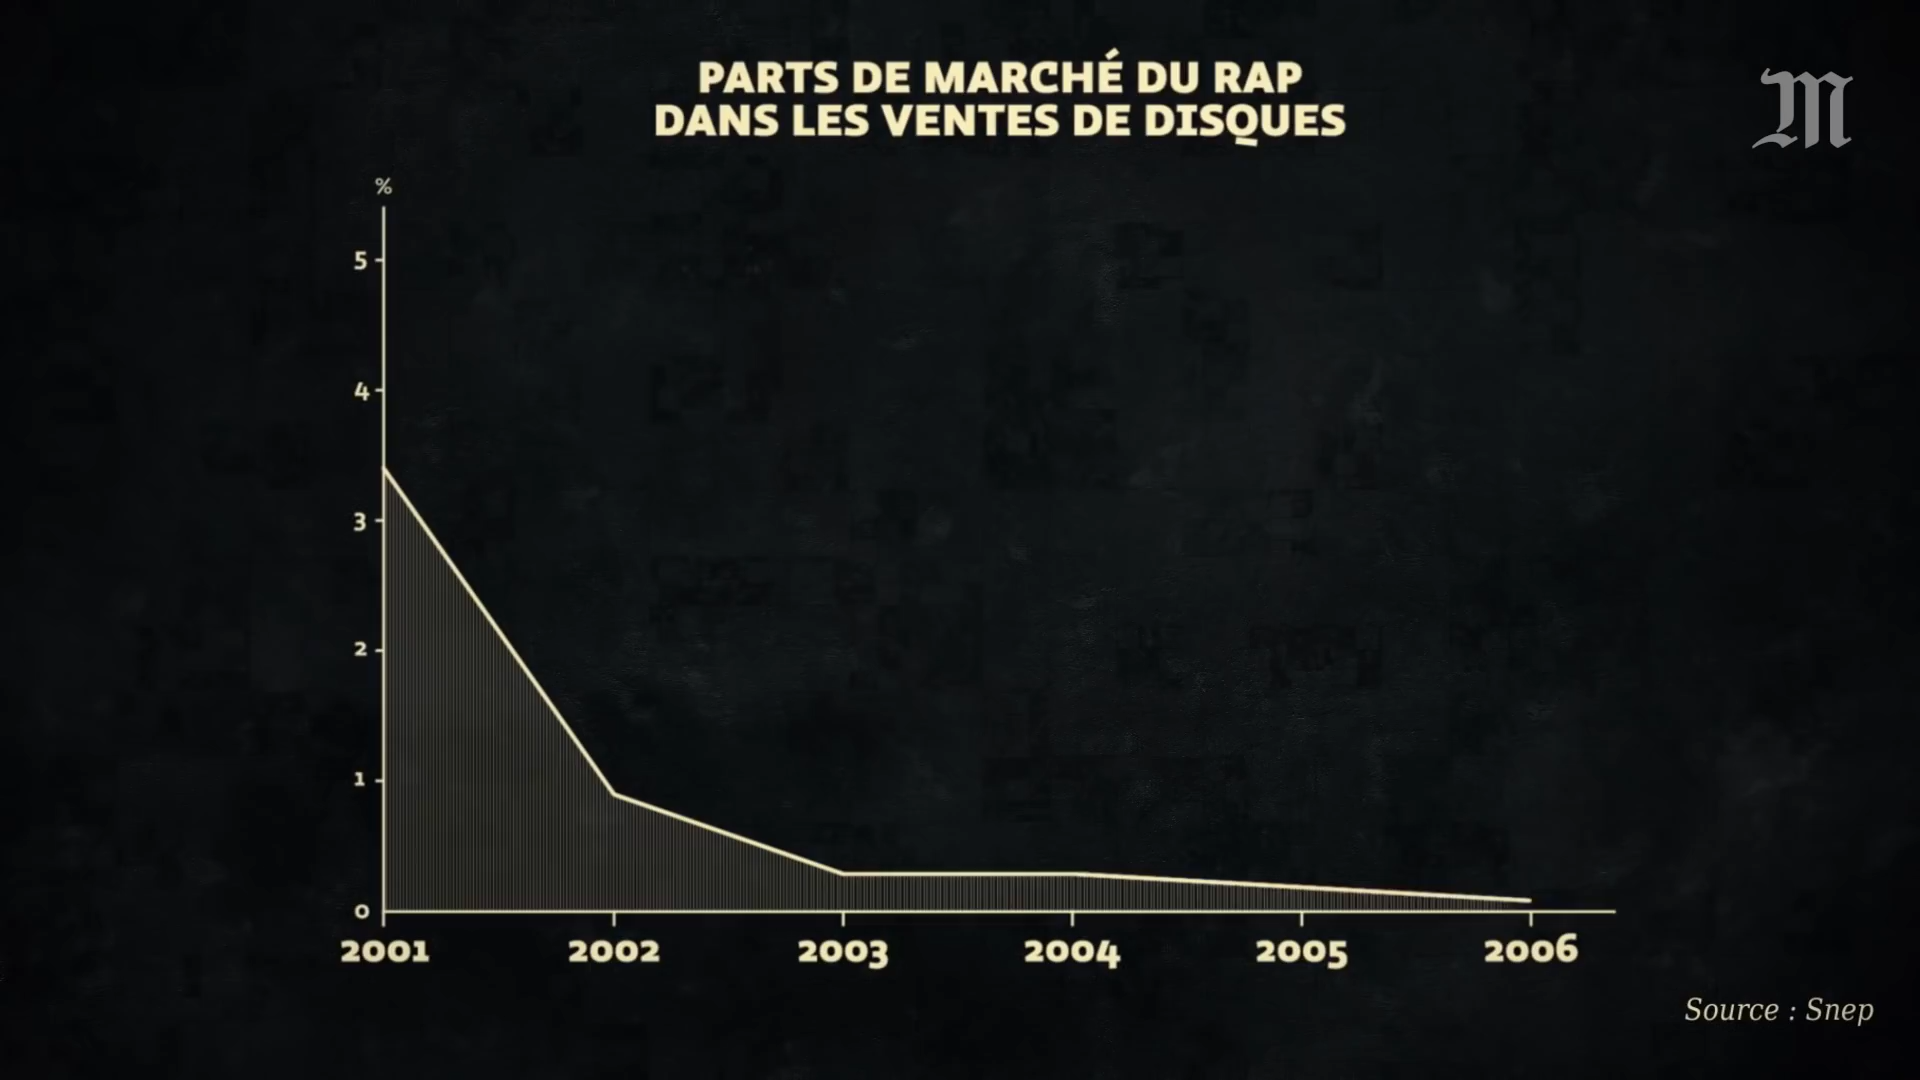 PARTS DE MARCHÉ DU RAP
DANS LES VENTES DE DISQUES
M
%
5
4
3
2
1
0
2001 2002 2003 2004 2005 2006
Source : Snep